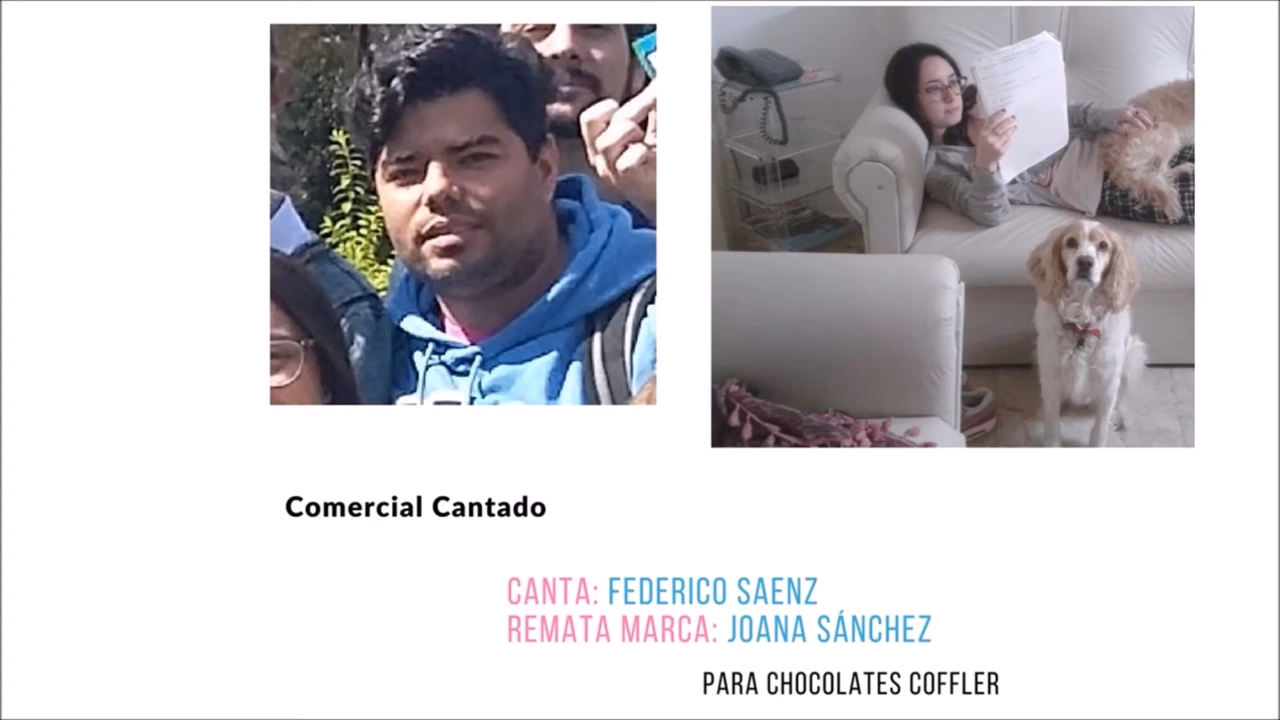 Comercial Cantado
CANTA: FEDERICO SAENZ
REMATA MARCA: JOANA SÁNCHEZ
PARA CHOCOLATES COFFLER